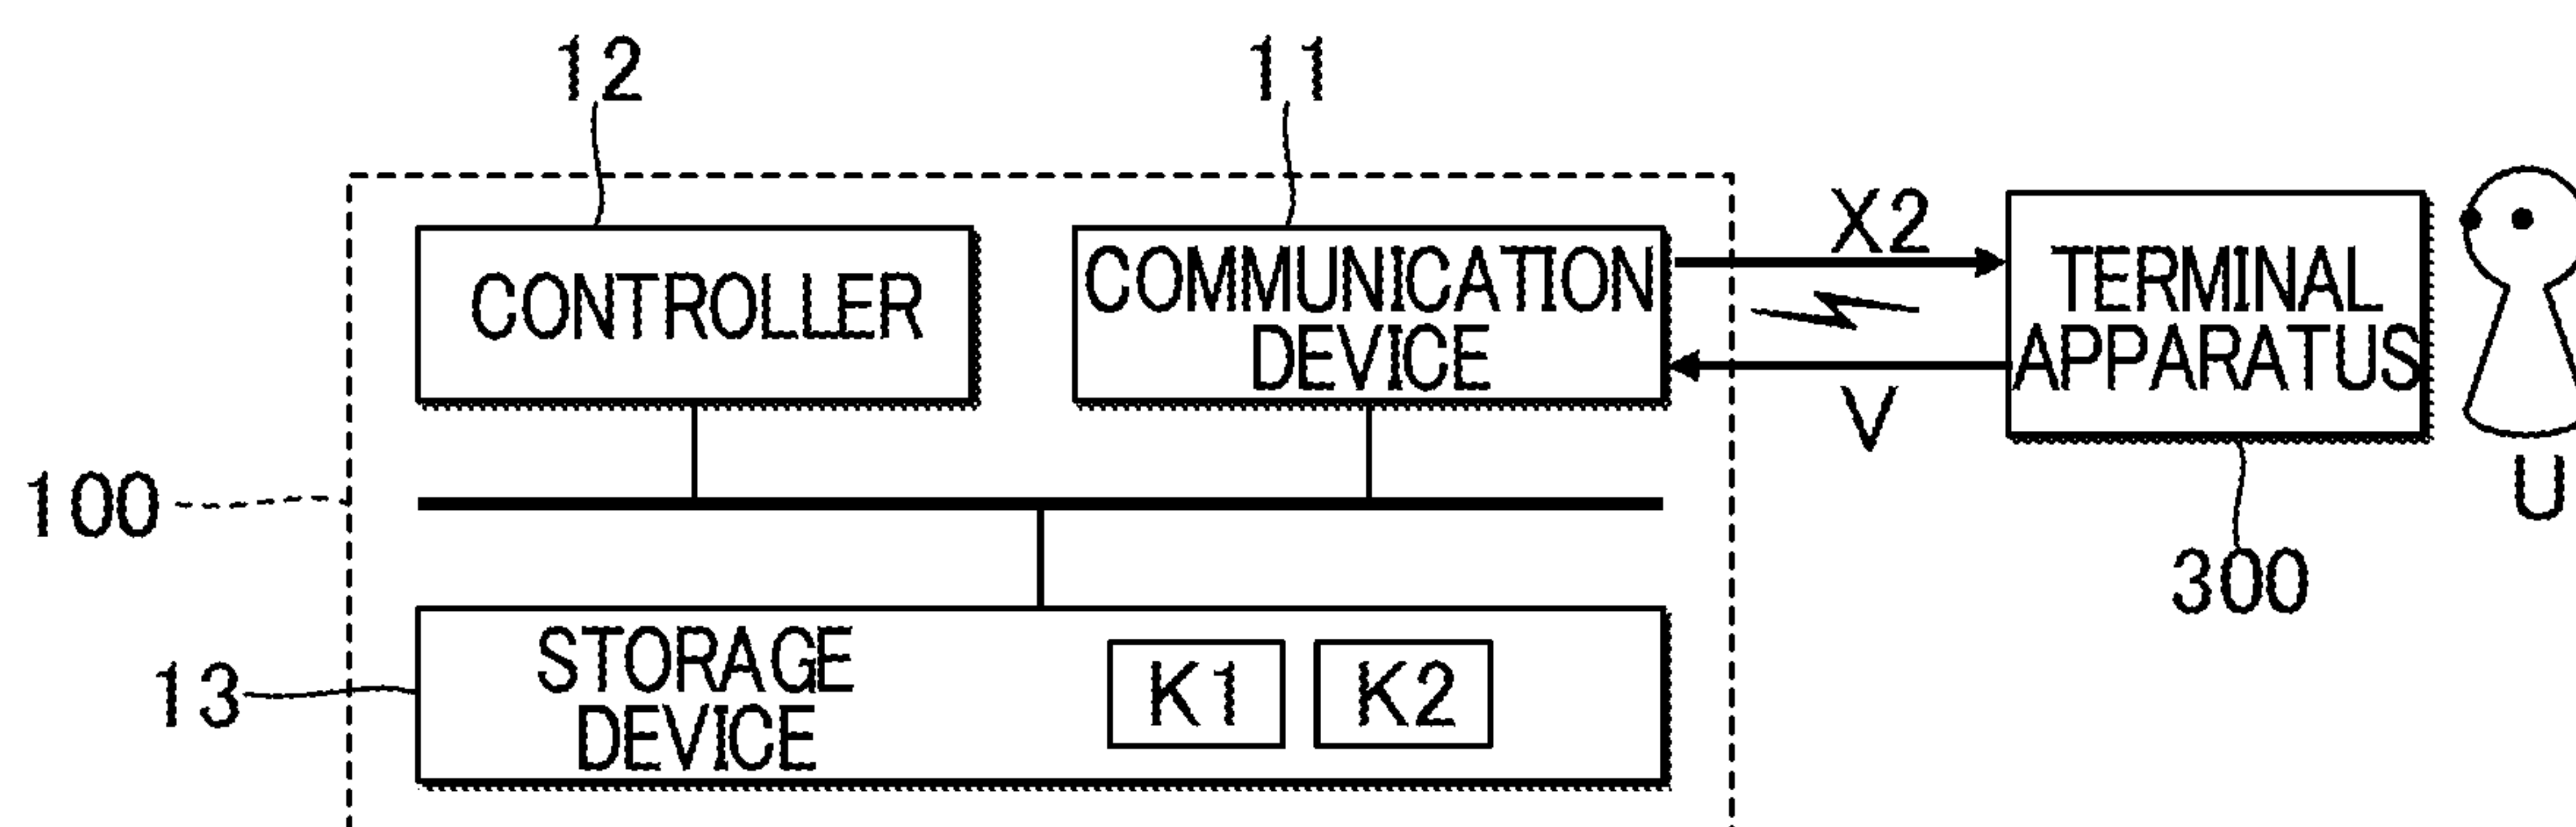 12
11
CONTROLLER
COMMUNICATION
DEVICE
X2
V
TERMINAL
APPARATUS
U
100
300
13
STORAGE
DEVICE
K1
K2